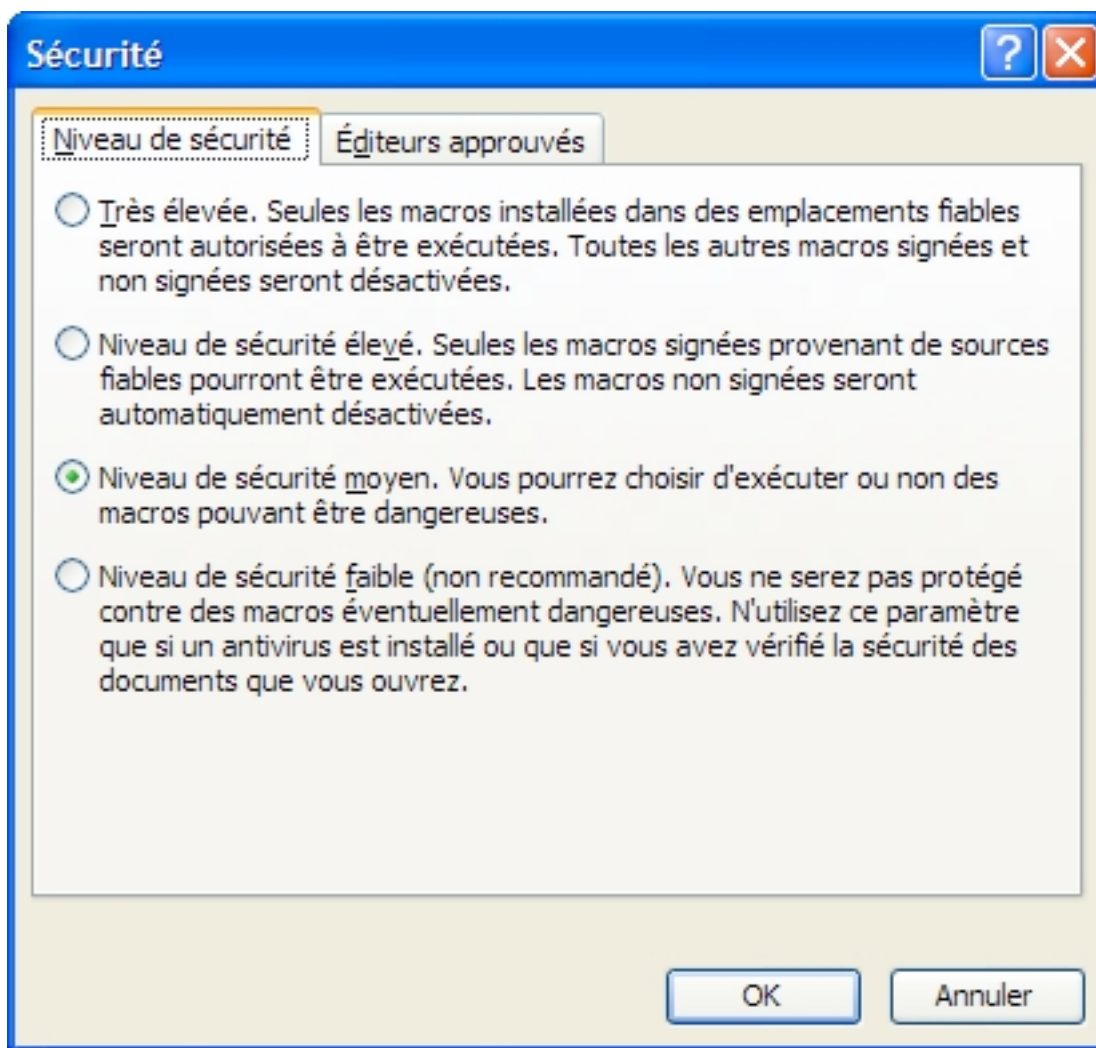 Sécurité
Niveau de sécurité
Éditeurs approuvés
Très élevée. Seules les macros installées dans des emplacements fiables
seront autorisées à être exécutées. Toutes les autres macros signées et
non signées seront désactivées.
Niveau de sécurité élevé. Seules les macros signées provenant de sources
fiables pourront être exécutées. Les macros non signées seront
automatiquement désactivées.
Niveau de sécurité moyen. Vous pourrez choisir d'exécuter ou non des
macros pouvant être dangereuses.
Niveau de sécurité faible (non recommandé). Vous ne serez pas protégé
contre des macros éventuellement dangereuses. N'utilisez ce paramètre
que si un antivirus est installé ou que si vous avez vérifié la sécurité des
documents que vous ouvrez.
OK
Annuler